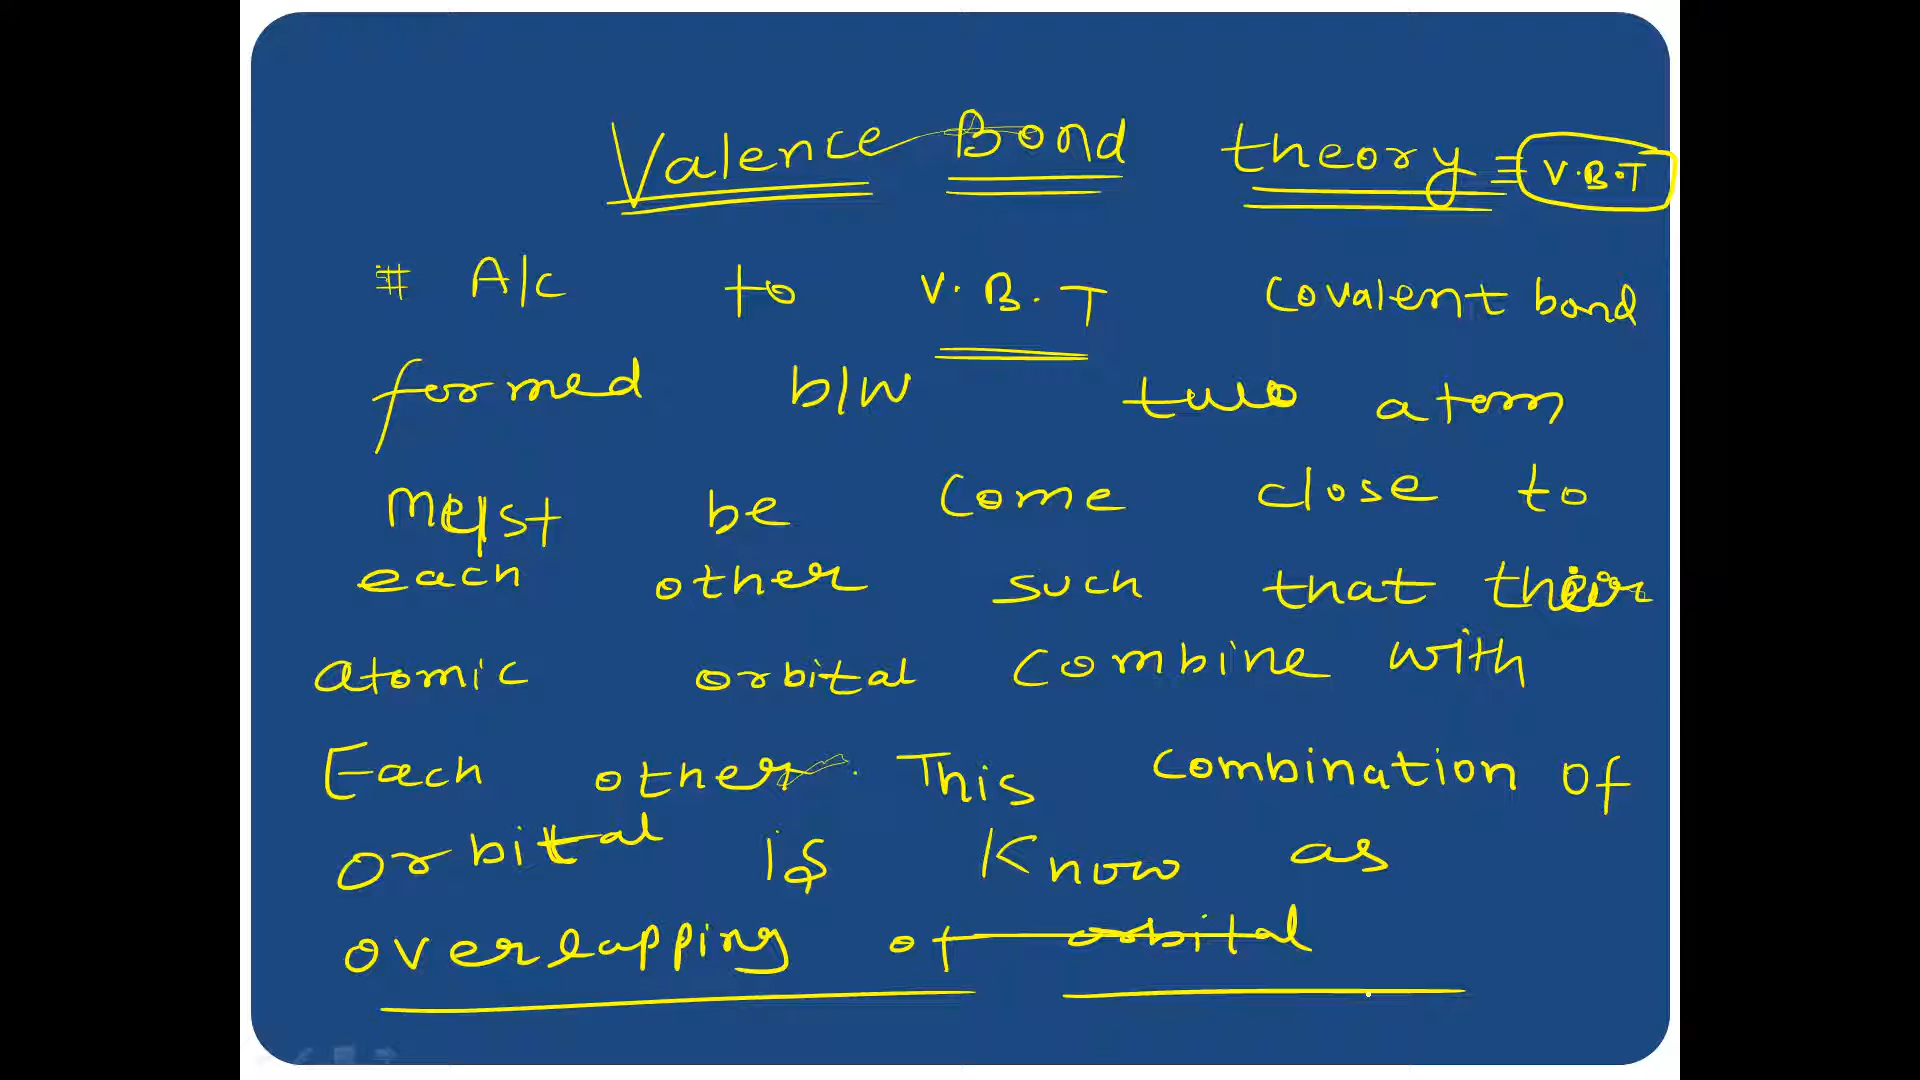 Valence Bond theory = V.B.T
# A/c to V.B.T covalent bond
formed b/w two atom
Must be come close to
each other such that their
atomic orbital combine with
Each other. This combination of
orbital is Know as
overlapping of orbital